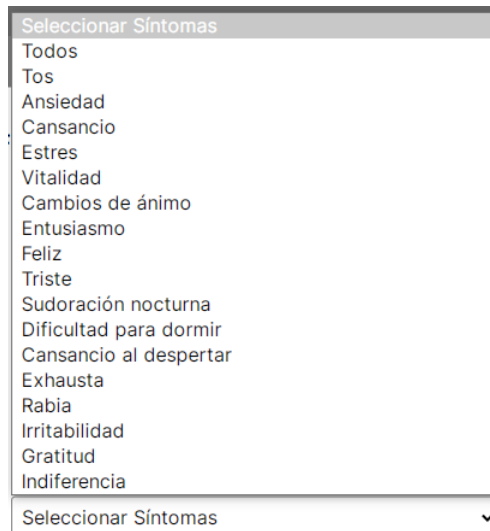 Seleccionar Síntomas
Todos
Tos
Ansiedad
Cansancio
Estres
Vitalidad
Cambios de ánimo
Entusiasmo
Feliz
Triste
Sudoración nocturna
Dificultad para dormir
Cansancio al despertar
Exhausta
Rabia
Irritabilidad
Gratitud
Indiferencia
Seleccionar Síntomas